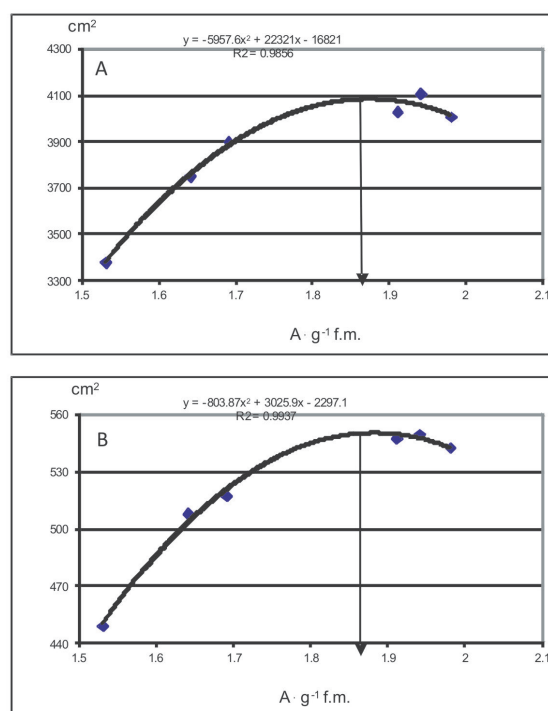 cm²
y = -5957.6x² + 22321x - 16821
R2 = 0.9856
4300
A
4100
3900
3700
3500
3300
1.5 1.6 1.7 1.8 1.9 2 2.1
A · g⁻¹ f.m.
cm²
y = -803.87x² + 3025.9x - 2297.1
R2 = 0.9937
560
B
530
500
470
440
1.5 1.6 1.7 1.8 1.9 2 2.1
A · g⁻¹ f.m.